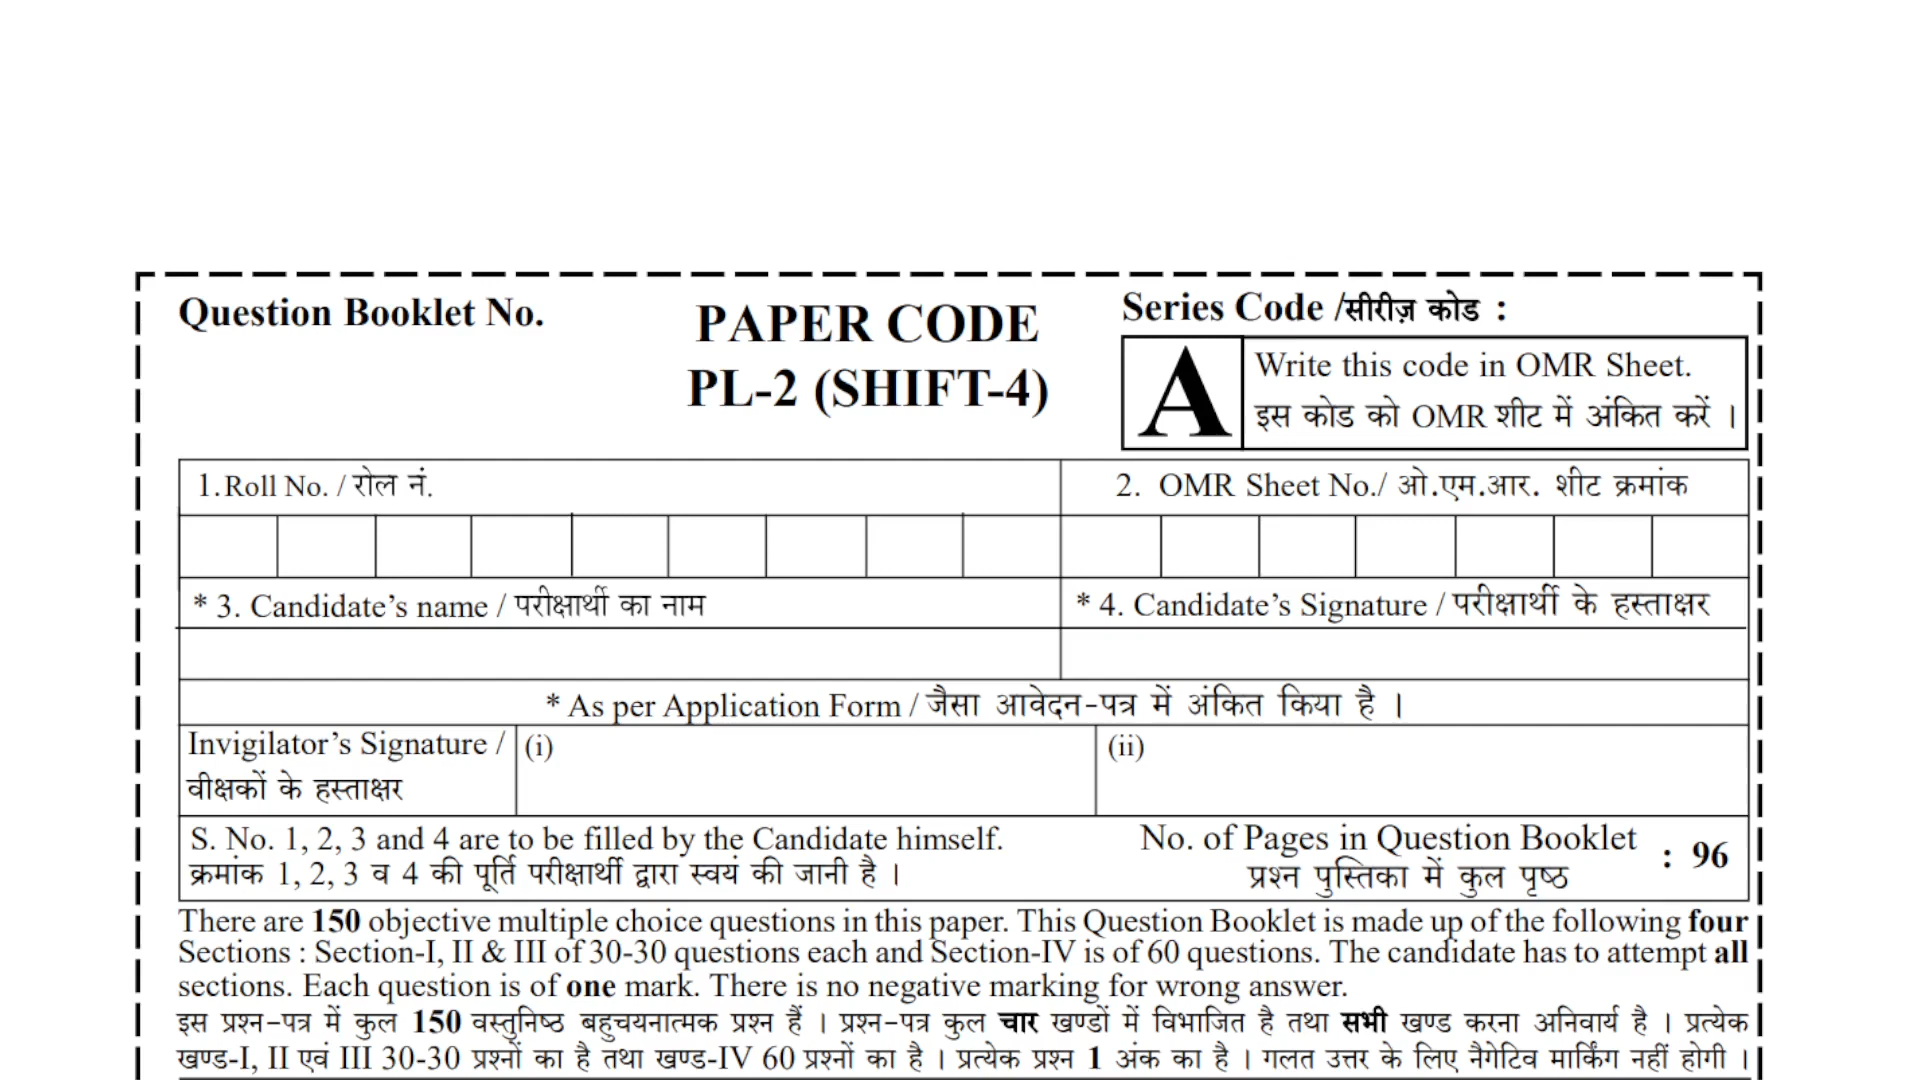 Question Booklet No.
PAPER CODE
PL-2 (SHIFT-4)
Series Code /सीरीज़ कोड :
A
Write this code in OMR Sheet.
इस कोड को OMR शीट में अंकित करें ।
1. Roll No. / रोल नं.
2. OMR Sheet No./ ओ.एम.आर. शीट क्रमांक
* 3. Candidate’s name / परीक्षार्थी का नाम
* 4. Candidate’s Signature / परीक्षार्थी के हस्ताक्षर
* As per Application Form / जैसा आवेदन-पत्र में अंकित किया है ।
Invigilator’s Signature /
वीक्षकों के हस्ताक्षर
(i)
(ii)
S. No. 1, 2, 3 and 4 are to be filled by the Candidate himself.
क्रमांक 1, 2, 3 व 4 की पूर्ति परीक्षार्थी द्वारा स्वयं की जानी है ।
No. of Pages in Question Booklet
प्रश्न पुस्तिका में कुल पृष्ठ
: 96
There are 150 objective multiple choice questions in this paper. This Question Booklet is made up of the following four
Sections : Section-I, II & III of 30-30 questions each and Section-IV is of 60 questions. The candidate has to attempt all
sections. Each question is of one mark. There is no negative marking for wrong answer.
इस प्रश्न-पत्र में कुल 150 वस्तुनिष्ठ बहुचयनात्मक प्रश्न हैं । प्रश्न-पत्र कुल चार खण्डों में विभाजित है तथा सभी खण्ड करना अनिवार्य है । प्रत्येक
खण्ड-I, II एवं III 30-30 प्रश्नों का है तथा खण्ड-IV 60 प्रश्नों का है । प्रत्येक प्रश्न 1 अंक का है । गलत उत्तर के लिए नैगेटिव मार्किंग नहीं होगी ।